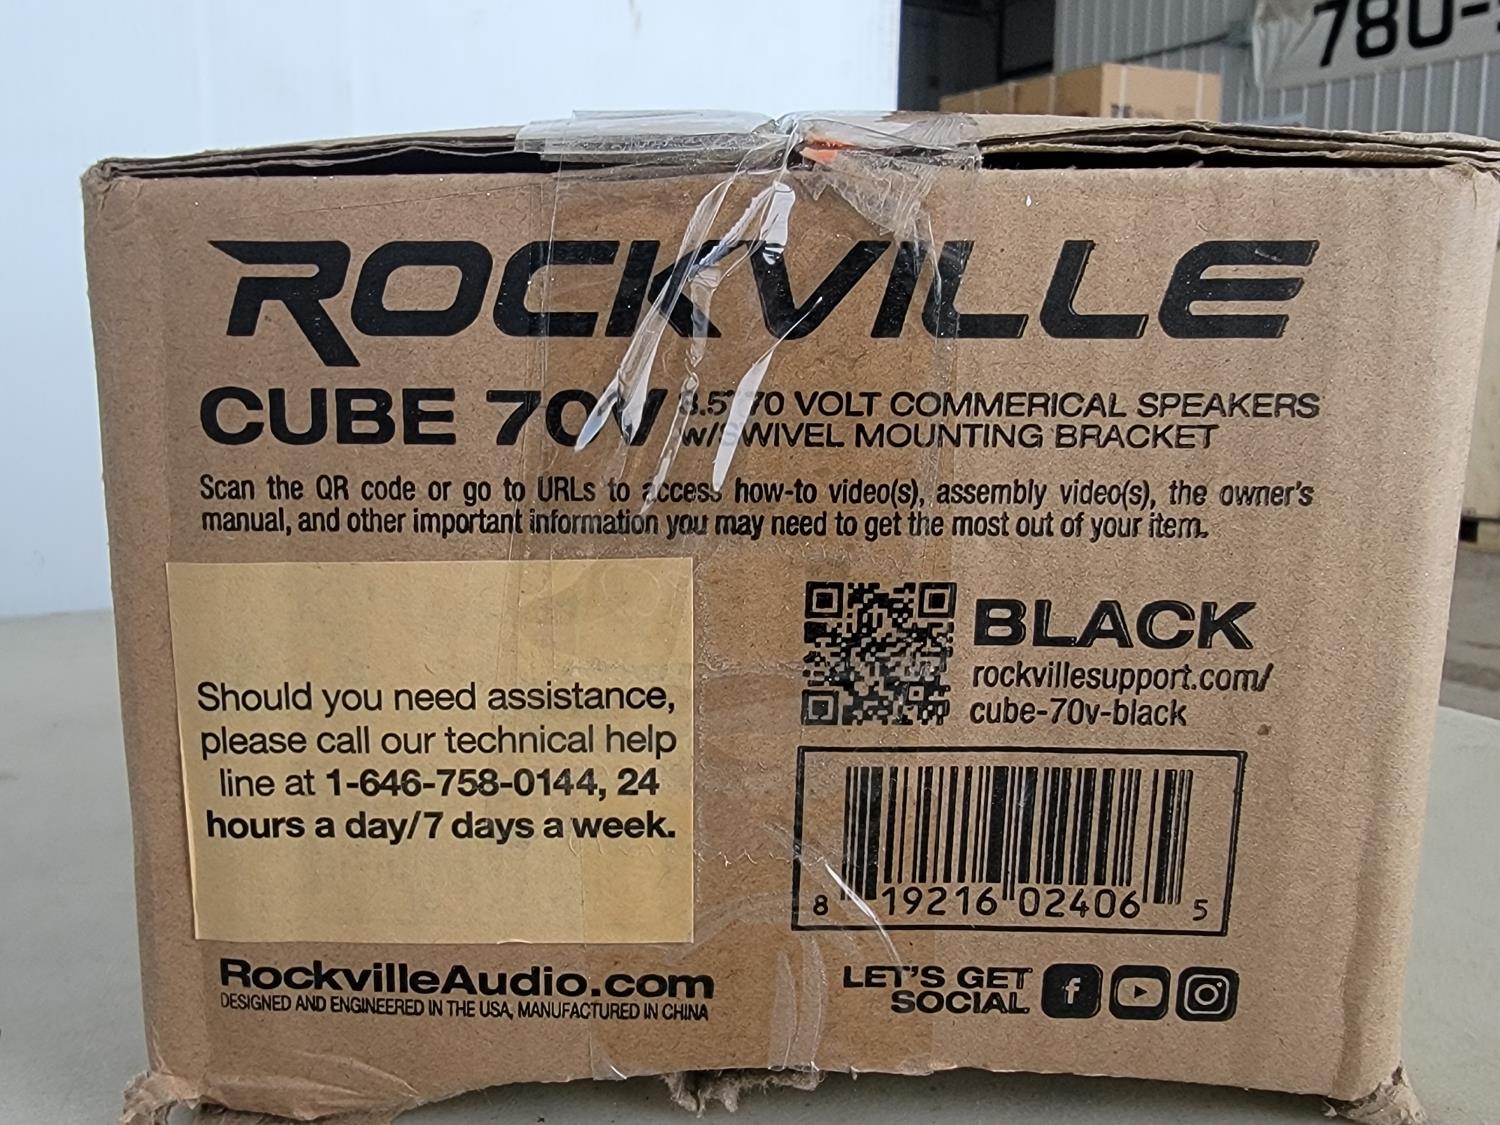 780-
ROCKVILLE
CUBE 70V
3.5" 70 VOLT COMMERICAL SPEAKERS
w/SWIVEL MOUNTING BRACKET
Scan the QR code or go to URLs to access how-to video(s), assembly video(s), the owner's
manual, and other important information you may need to get the most out of your item.
Should you need assistance,
please call our technical help
line at 1-646-758-0144, 24
hours a day/7 days a week.
BLACK
rockvillesupport.com/
cube-70v-black
8 19216 02406 5
RockvilleAudio.com
DESIGNED AND ENGINEERED IN THE USA, MANUFACTURED IN CHINA
LET'S GET
SOCIAL